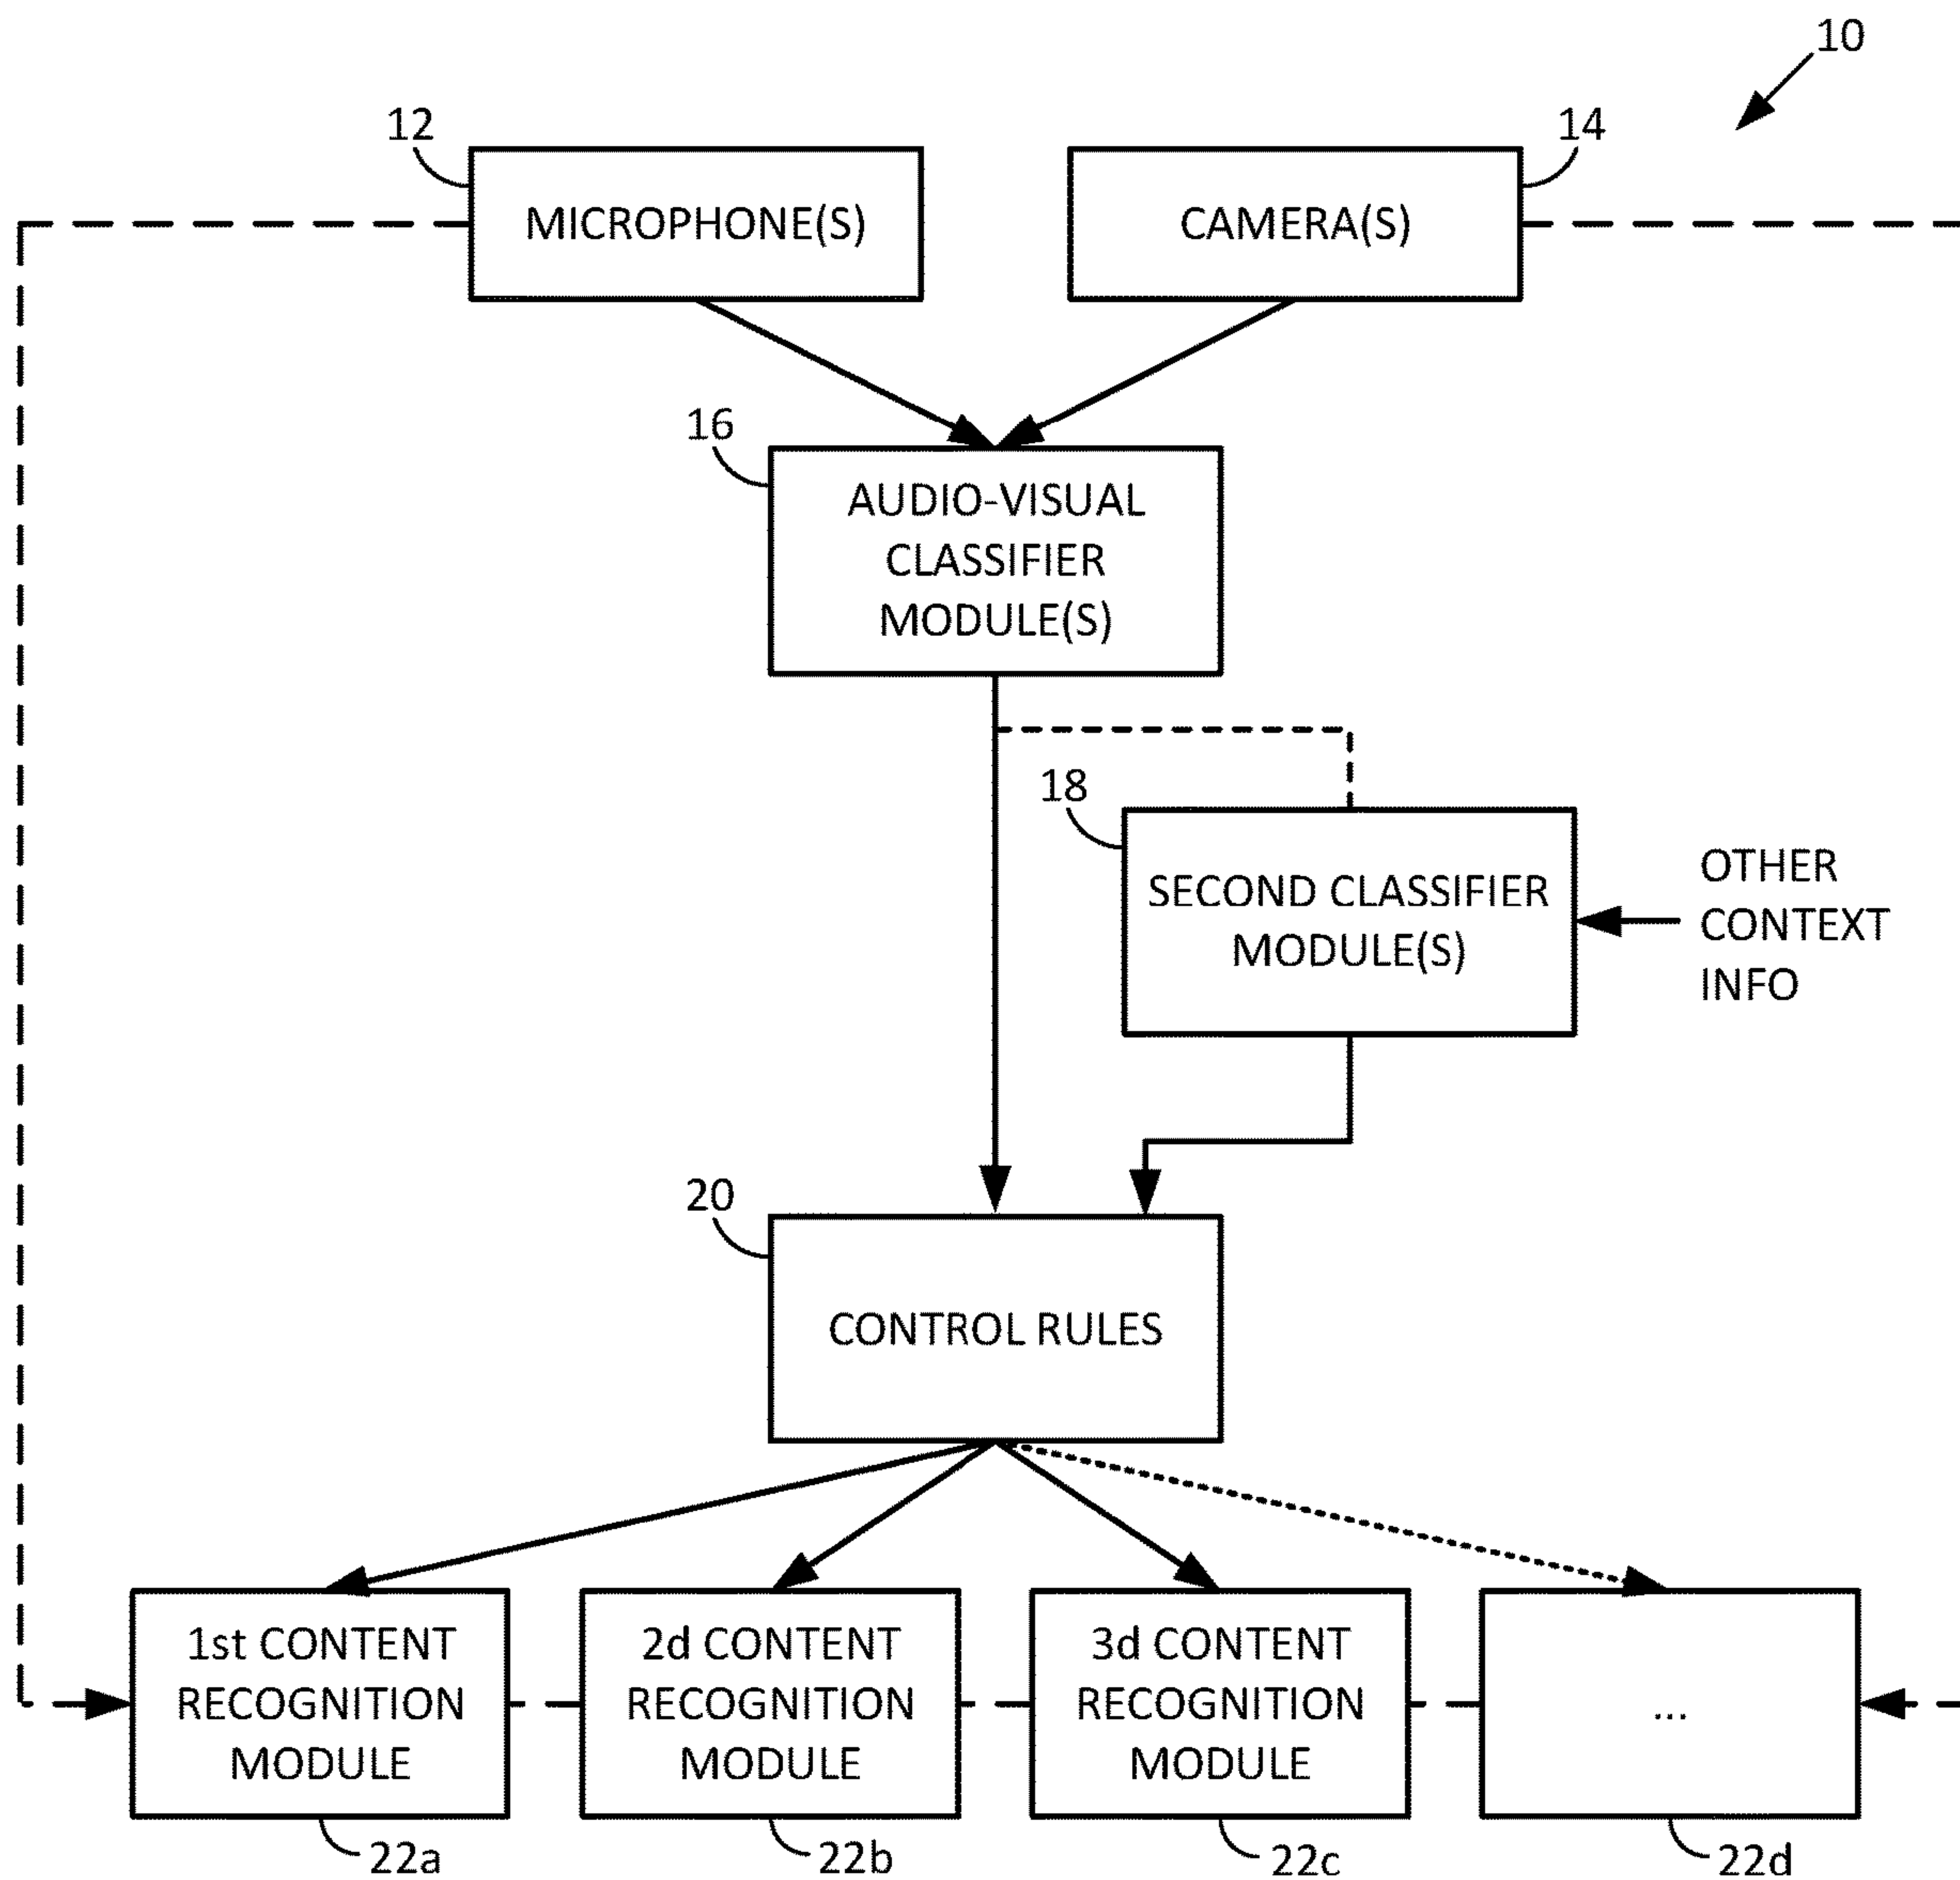 10
12
14
MICROPHONE(S)
CAMERA(S)
16
AUDIO-VISUAL
CLASSIFIER
MODULE(S)
18
SECOND CLASSIFIER
MODULE(S)
OTHER
CONTEXT
INFO
20
CONTROL RULES
1st CONTENT
RECOGNITION
MODULE
2d CONTENT
RECOGNITION
MODULE
3d CONTENT
RECOGNITION
MODULE
...
22a
22b
22c
22d